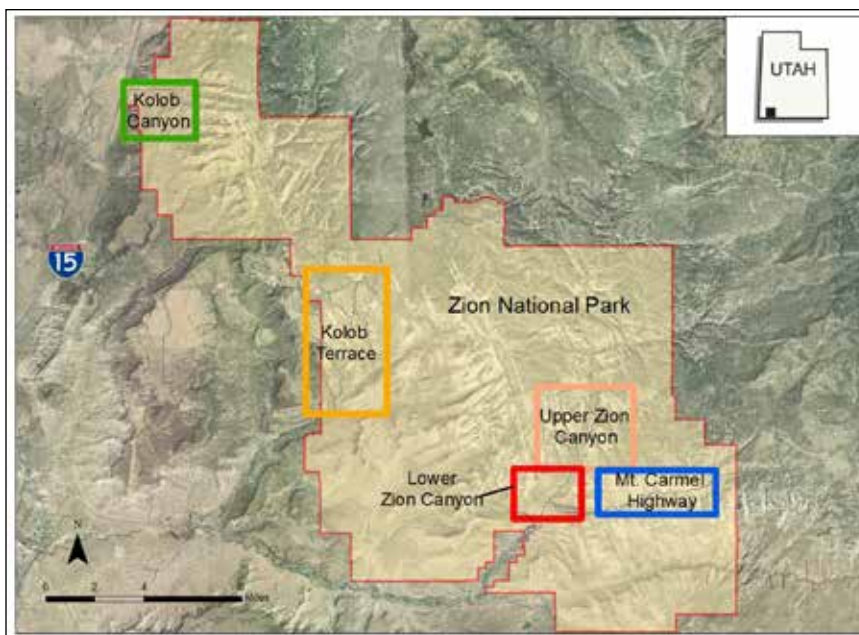 UTAH
Kolob
Canyon
15
Zion National Park
Kolob
Terrace
Upper Zion
Canyon
Lower
Zion Canyon
Mt. Carmel
Highway
N
0 2 4